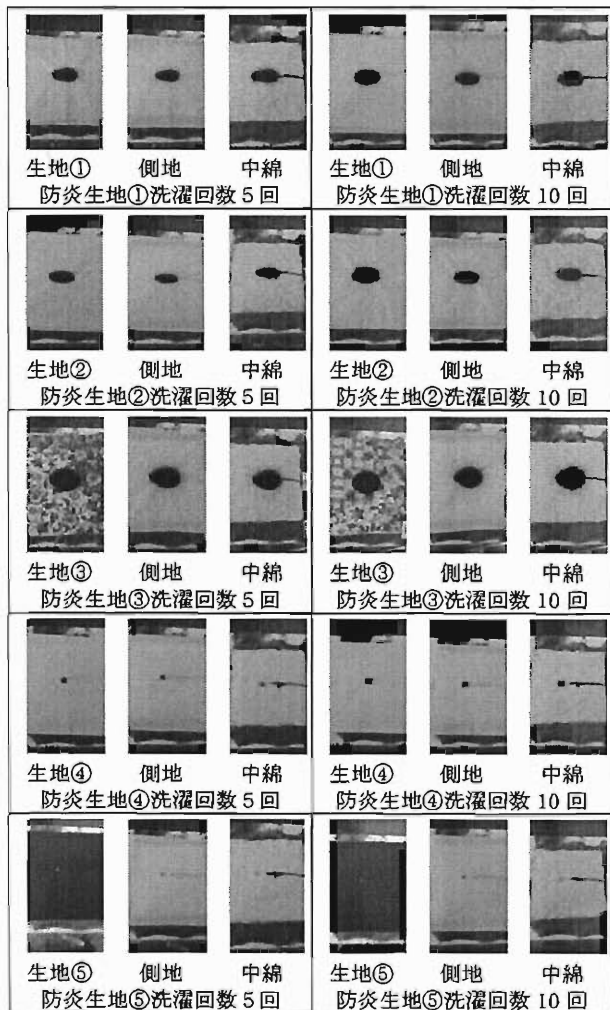 生地① 側地 中綿
防炎生地①洗濯回数 5 回
生地① 側地 中綿
防炎生地①洗濯回数 10 回
生地② 側地 中綿
防炎生地②洗濯回数 5 回
生地② 側地 中綿
防炎生地②洗濯回数 10 回
生地③ 側地 中綿
防炎生地③洗濯回数 5 回
生地③ 側地 中綿
防炎生地③洗濯回数 10 回
生地④ 側地 中綿
防炎生地④洗濯回数 5 回
生地④ 側地 中綿
防炎生地④洗濯回数 10 回
生地⑤ 側地 中綿
防炎生地⑤洗濯回数 5 回
生地⑤ 側地 中綿
防炎生地⑤洗濯回数 10 回